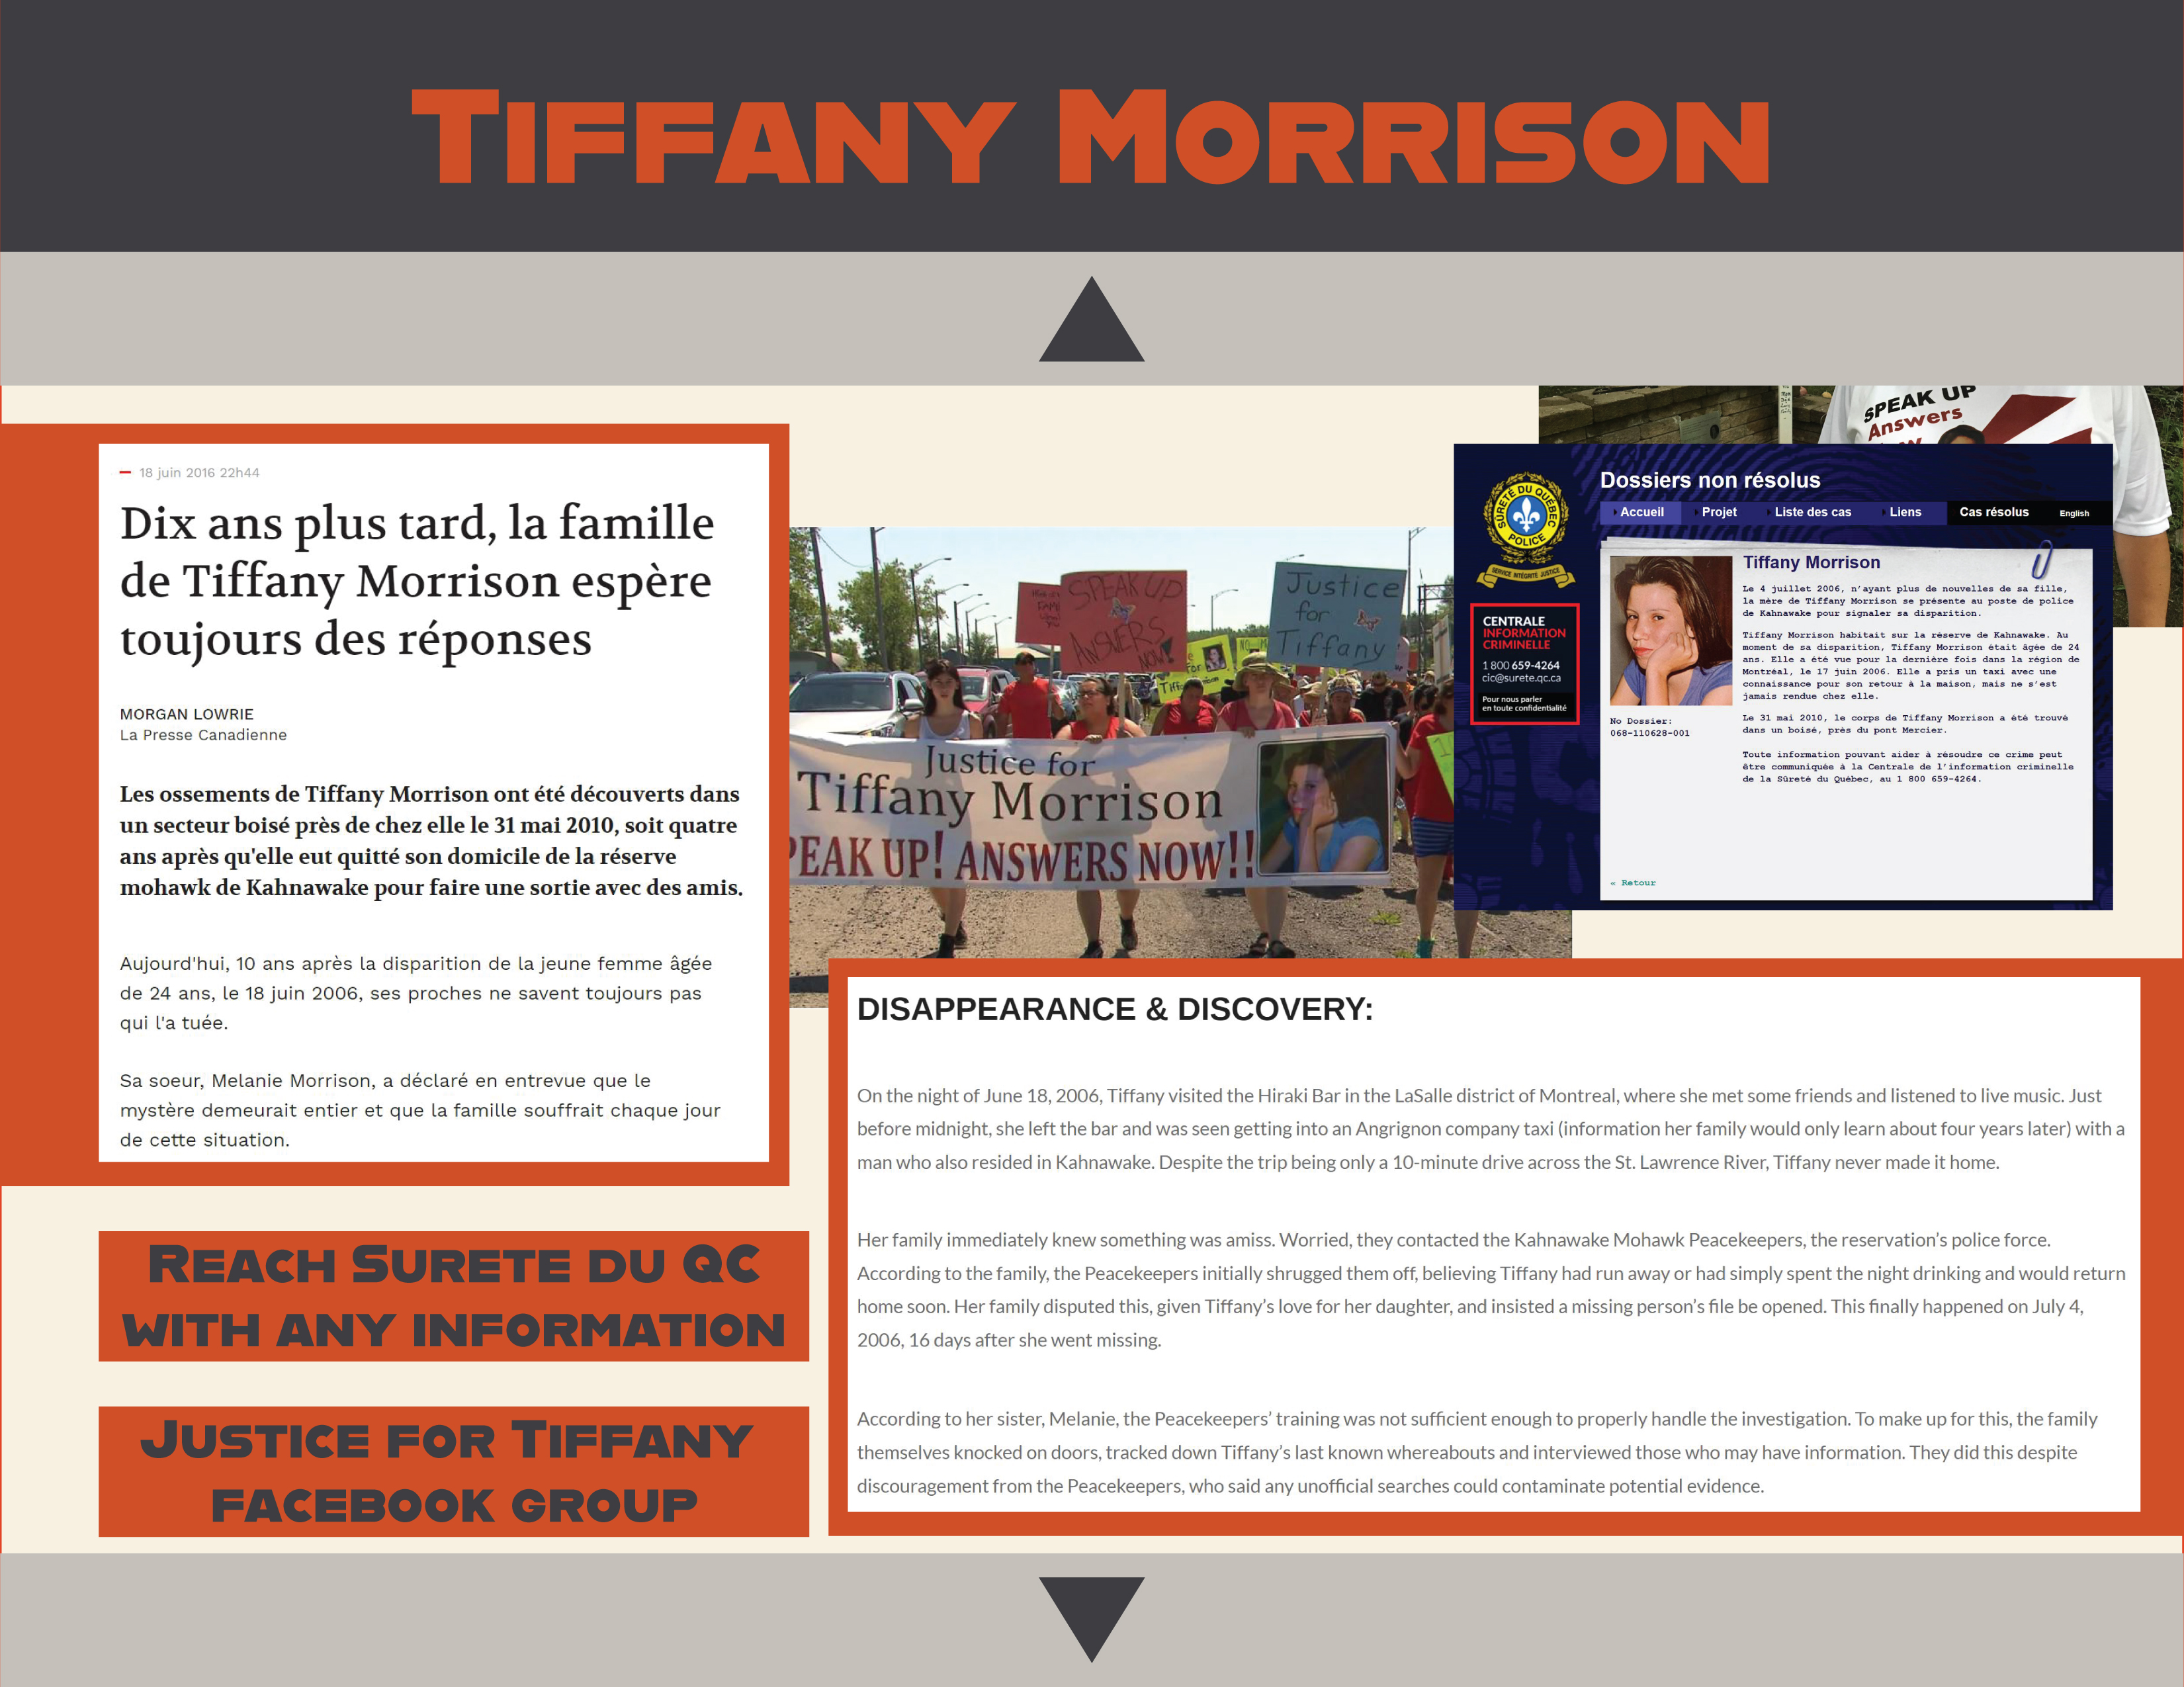 Tiffany Morrison
18 juin 2016 22h44
Dix ans plus tard, la famille
de Tiffany Morrison espère
toujours des réponses
MORGAN LOWRIE
La Presse Canadienne
Les ossements de Tiffany Morrison ont été découverts dans
un secteur boisé près de chez elle le 31 mai 2010, soit quatre
ans après qu'elle eut quitté son domicile de la réserve
mohawk de Kahnawake pour faire une sortie avec des amis.
Aujourd'hui, 10 ans après la disparition de la jeune femme âgée
de 24 ans, le 18 juin 2006, ses proches ne savent toujours pas
qui l'a tuée.
Sa soeur, Melanie Morrison, a déclaré en entrevue que le
mystère demeurait entier et que la famille souffrait chaque jour
de cette situation.
SPEAK UP
ANSWERS
NOW!
Justice
for
Tiffany
Justice for
Tiffany Morrison
PEAK UP! ANSWERS NOW!!
SPEAK UP
Answers
SÛRETÉ DU QUÉBEC
POLICE
SERVICE INTÉGRITÉ JUSTICE
CENTRALE
INFORMATION
CRIMINELLE
1 800 659-4264
cic@surete.qc.ca
Pour nous parler
en toute confidentialité
Dossiers non résolus
Accueil Projet Liste des cas Liens Cas résolus English
Tiffany Morrison
Le 4 juillet 2006, n'ayant plus de nouvelles de sa fille,
la mère de Tiffany Morrison se présente au poste de police
de Kahnawake pour signaler sa disparition.
Tiffany Morrison habitait sur la réserve de Kahnawake. Au
moment de sa disparition, Tiffany Morrison était âgée de 24
ans. Elle a été vue pour la dernière fois dans la région de
Montréal, le 17 juin 2006. Elle a pris un taxi avec une
connaissance pour son retour à la maison, mais ne s'est
jamais rendue chez elle.
Le 31 mai 2010, le corps de Tiffany Morrison a été trouvé
dans un boisé, près du pont Mercier.
Toute information pouvant aider à résoudre ce crime peut
être communiquée à la Centrale de l'information criminelle
de la Sûreté du Québec, au 1 800 659-4264.
No Dossier:
068-110628-001
« Retour
DISAPPEARANCE & DISCOVERY:
On the night of June 18, 2006, Tiffany visited the Hiraki Bar in the LaSalle district of Montreal, where she met some friends and listened to live music. Just
before midnight, she left the bar and was seen getting into an Angrignon company taxi (information her family would only learn about four years later) with a
man who also resided in Kahnawake. Despite the trip being only a 10-minute drive across the St. Lawrence River, Tiffany never made it home.
Her family immediately knew something was amiss. Worried, they contacted the Kahnawake Mohawk Peacekeepers, the reservation’s police force.
According to the family, the Peacekeepers initially shrugged them off, believing Tiffany had run away or had simply spent the night drinking and would return
home soon. Her family disputed this, given Tiffany’s love for her daughter, and insisted a missing person’s file be opened. This finally happened on July 4,
2006, 16 days after she went missing.
According to her sister, Melanie, the Peacekeepers’ training was not sufficient enough to properly handle the investigation. To make up for this, the family
themselves knocked on doors, tracked down Tiffany’s last known whereabouts and interviewed those who may have information. They did this despite
discouragement from the Peacekeepers, who said any unofficial searches could contaminate potential evidence.
Reach Surete du QC
with any information
Justice for Tiffany
facebook group